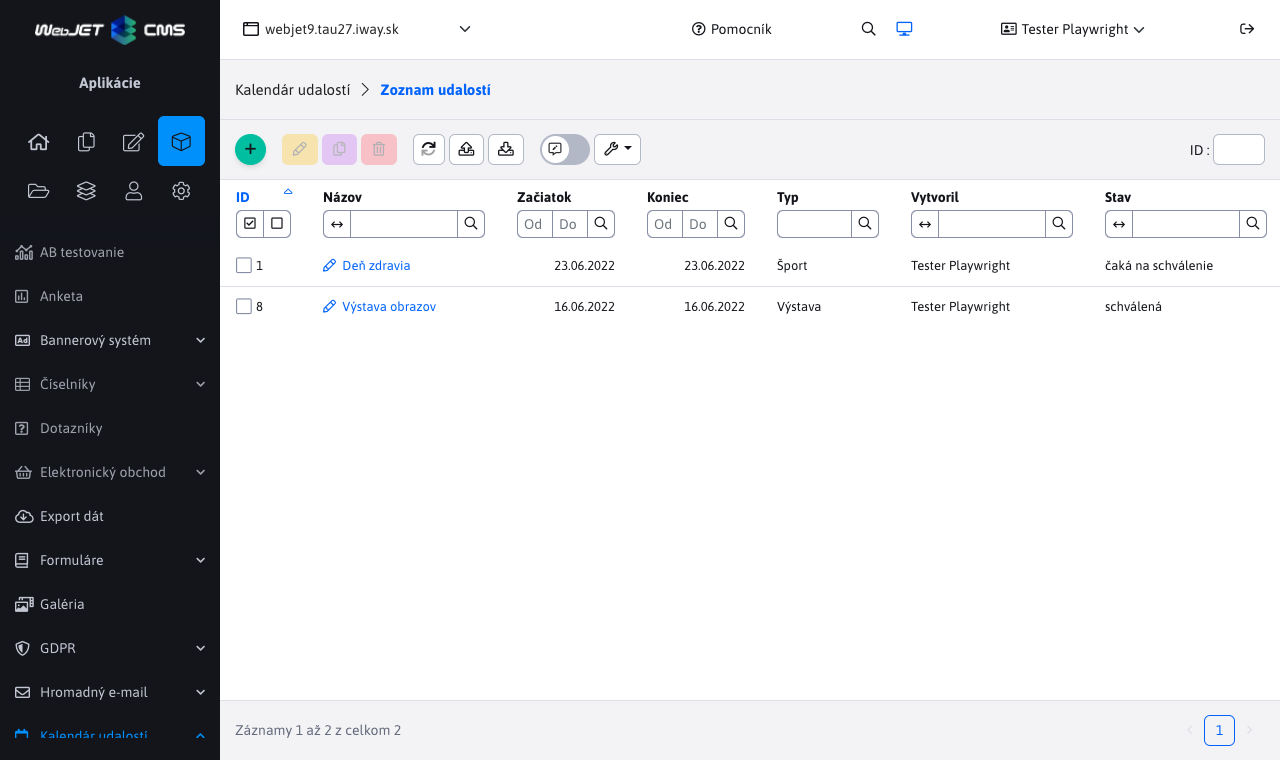 WebJET CMS
webjet9.tau27.iway.sk
Pomocník
Tester Playwright
Aplikácie
Kalendár udalostí
Zoznam udalostí
ID :
ID
Názov
Začiatok
Koniec
Typ
Vytvoril
Stav
Od Do
Od Do
1 Deň zdravia 23.06.2022 23.06.2022 Šport Tester Playwright čaká na schválenie
8 Výstava obrazov 16.06.2022 16.06.2022 Výstava Tester Playwright schválená
AB testovanie
Anketa
Bannerový systém
Číselníky
Dotazníky
Elektronický obchod
Export dát
Formuláre
Galéria
GDPR
Hromadný e-mail
Kalendár udalostí
Záznamy 1 až 2 z celkom 2
1